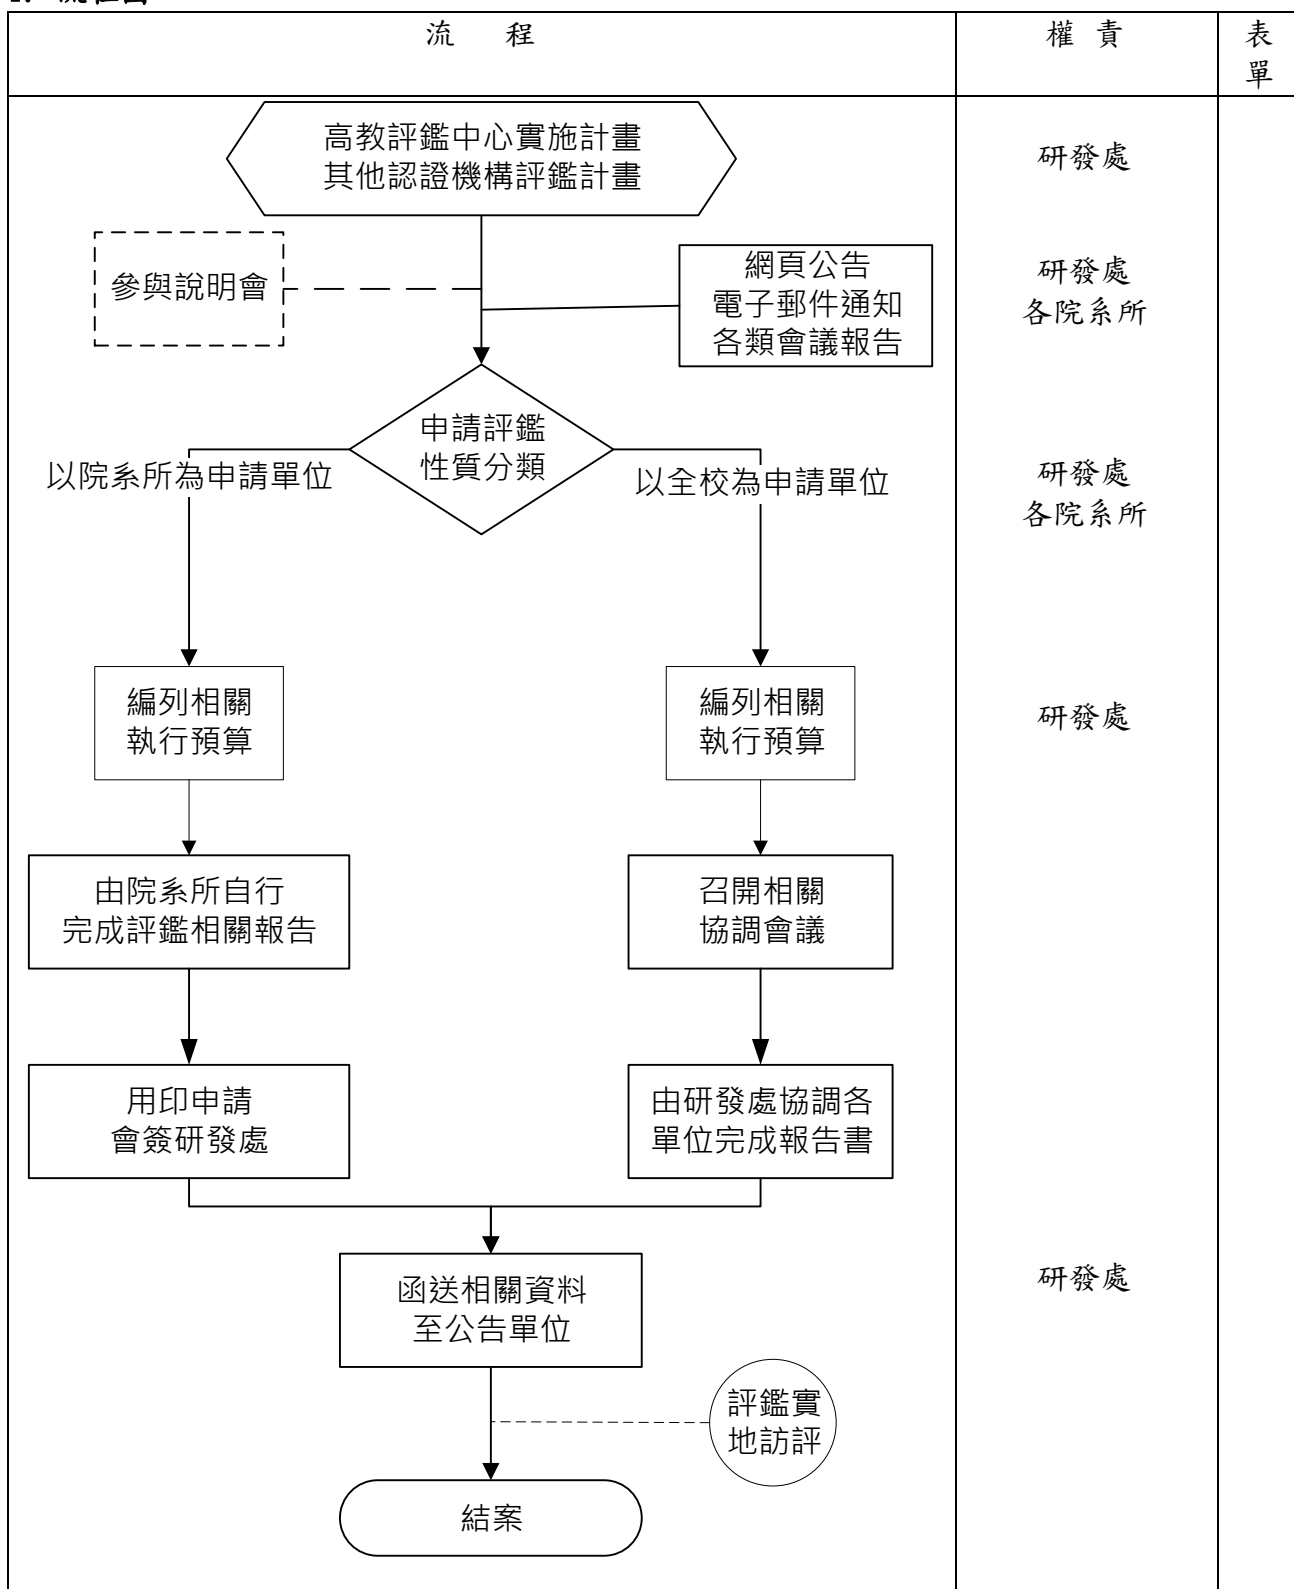 流 程
權 責
表
單
高教評鑑中心實施計畫
其他認證機構評鑑計畫
研發處
參與說明會
網頁公告
電子郵件通知
各類會議報告
研發處
各院系所
申請評鑑
性質分類
以院系所為申請單位
以全校為申請單位
研發處
各院系所
編列相關
執行預算
編列相關
執行預算
研發處
由院系所自行
完成評鑑相關報告
召開相關
協調會議
用印申請
會簽研發處
由研發處協調各
單位完成報告書
函送相關資料
至公告單位
研發處
評鑑實
地訪評
結案